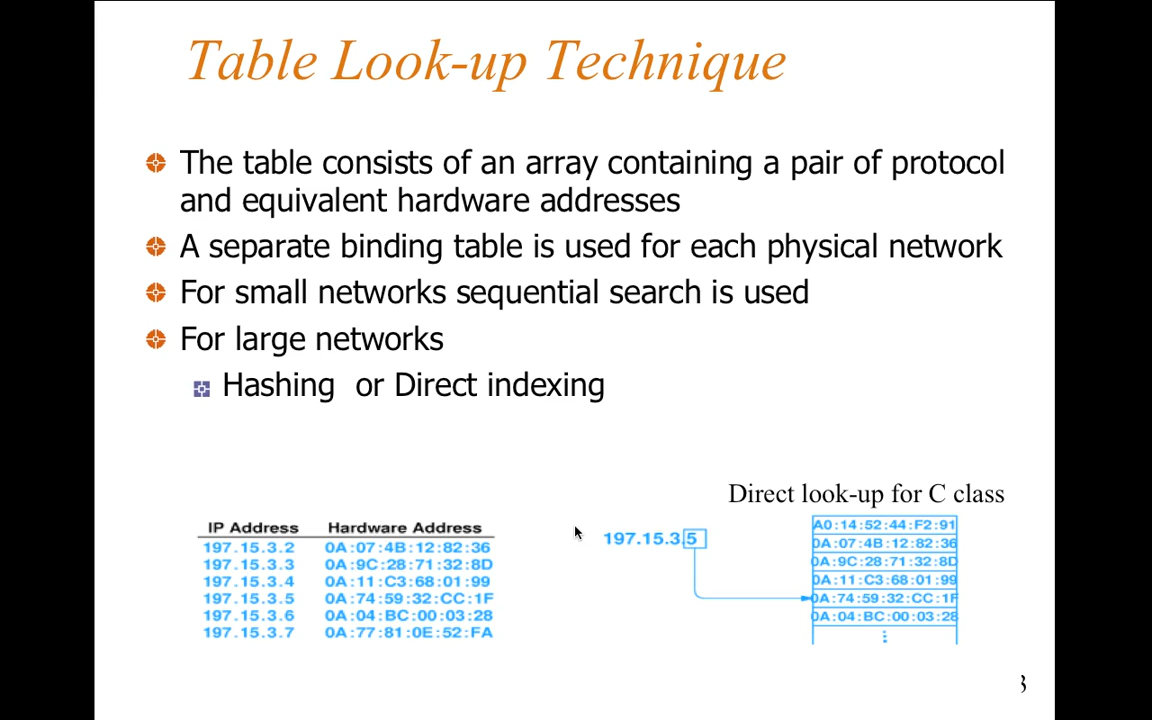 Table Look-up Technique
The table consists of an array containing a pair of protocol
and equivalent hardware addresses
A separate binding table is used for each physical network
For small networks sequential search is used
For large networks
Hashing or Direct indexing
Direct look-up for C class
IP Address Hardware Address
197.15.3.2 0A:07:4B:12:82:36
197.15.3.3 0A:9C:28:71:32:8D
197.15.3.4 0A:11:C3:68:01:99
197.15.3.5 0A:74:59:32:CC:1F
197.15.3.6 0A:04:BC:00:03:28
197.15.3.7 0A:77:81:0E:52:FA
197.15.3.5
A0:14:52:44:F2:91
0A:07:4B:12:82:36
0A:9C:28:71:32:8D
0A:11:C3:68:01:99
0A:74:59:32:CC:1F
0A:04:BC:00:03:28